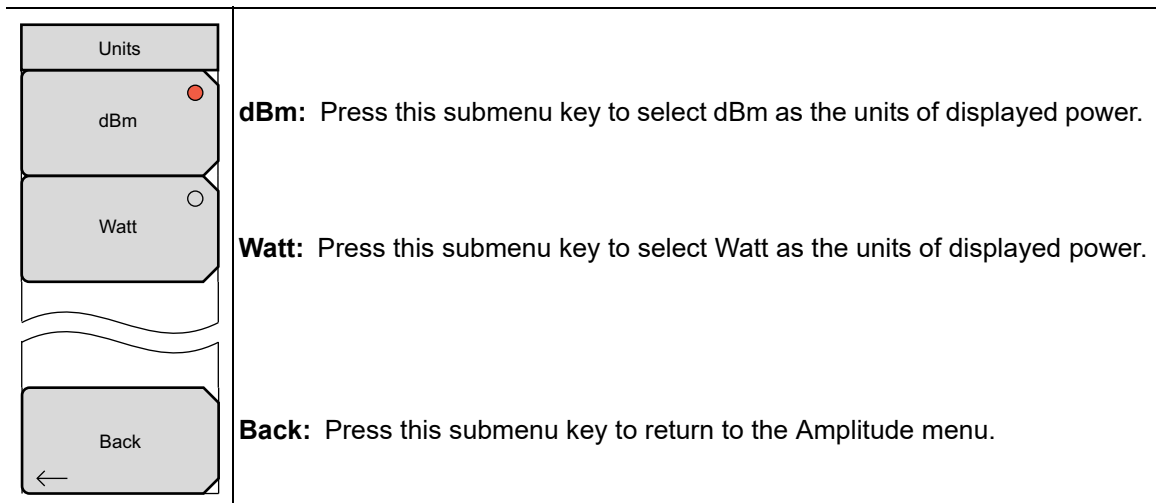 Units
dBm
dBm: Press this submenu key to select dBm as the units of displayed power.
Watt
Watt: Press this submenu key to select Watt as the units of displayed power.
Back
Back: Press this submenu key to return to the Amplitude menu.